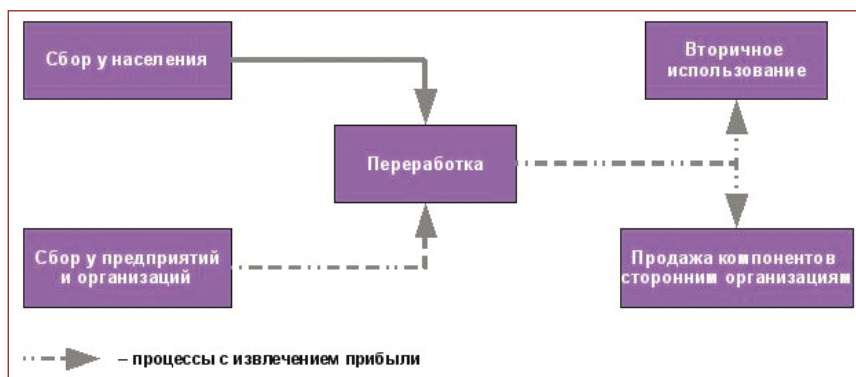 Сбор у населения
Вторичное
использование
Переработка
Сбор у предприятий
и организаций
Продажа компонентов
сторонним организациям
– процессы с извлечением прибыли